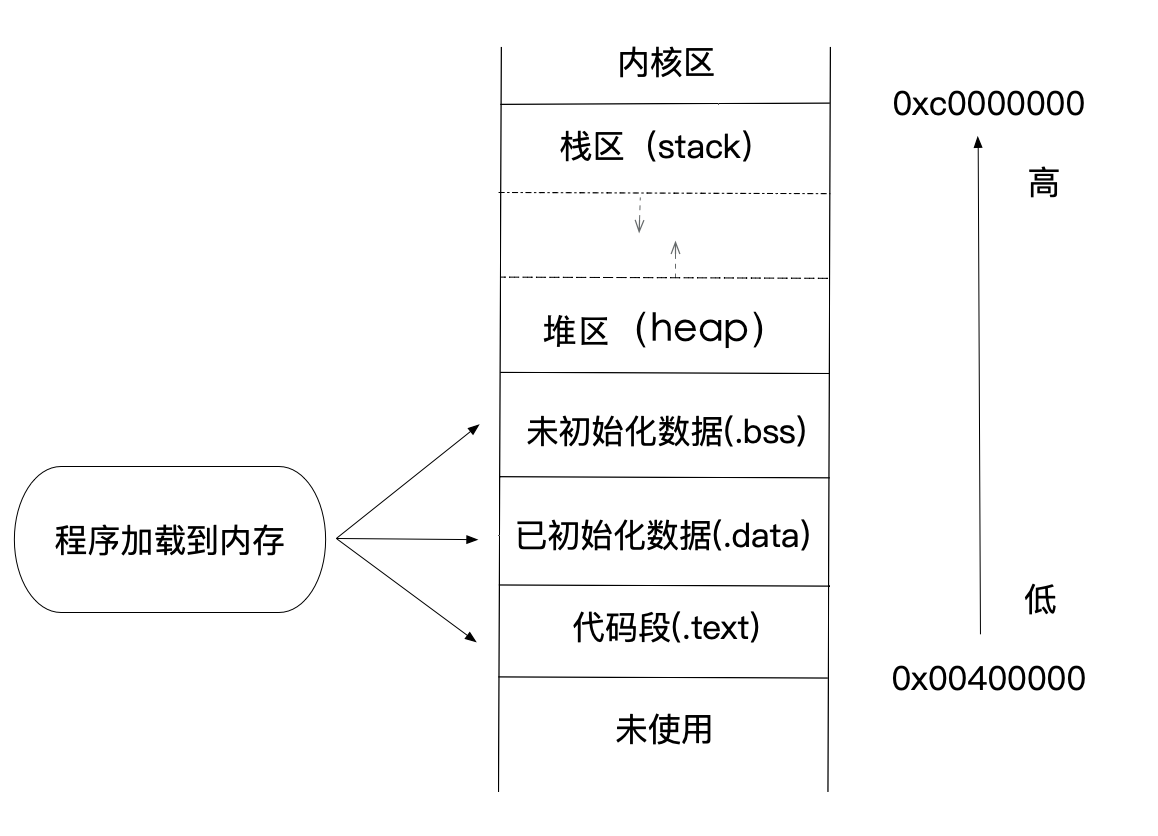 内核区
0xc0000000
栈区（stack）
高
堆区（heap）
未初始化数据(.bss)
程序加载到内存
已初始化数据(.data)
低
代码段(.text)
0x00400000
未使用